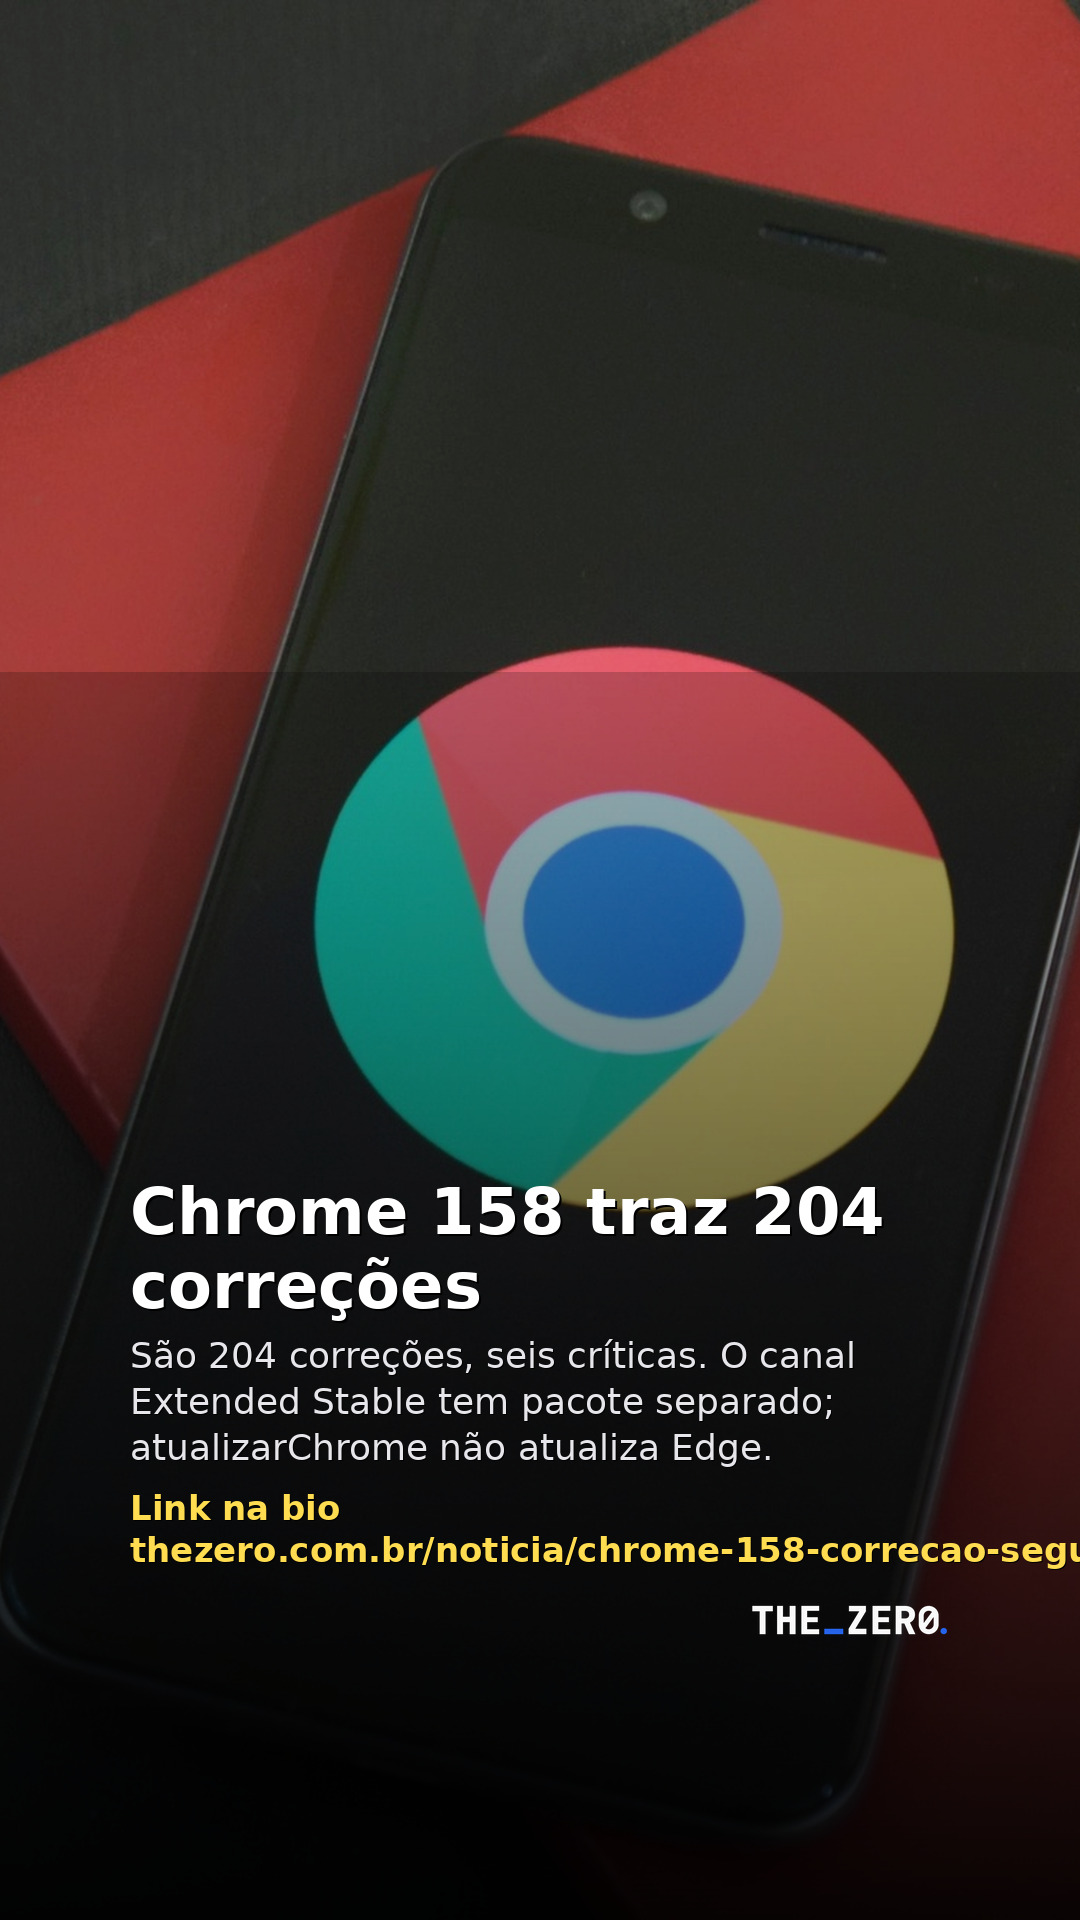 Chrome 158 traz 204
correções
São 204 correções, seis críticas. O canal
Extended Stable tem pacote separado;
atualizarChrome não atualiza Edge.
Link na bio
thezero.com.br/noticia/chrome-158-correcao-segu
THE_ZER0.